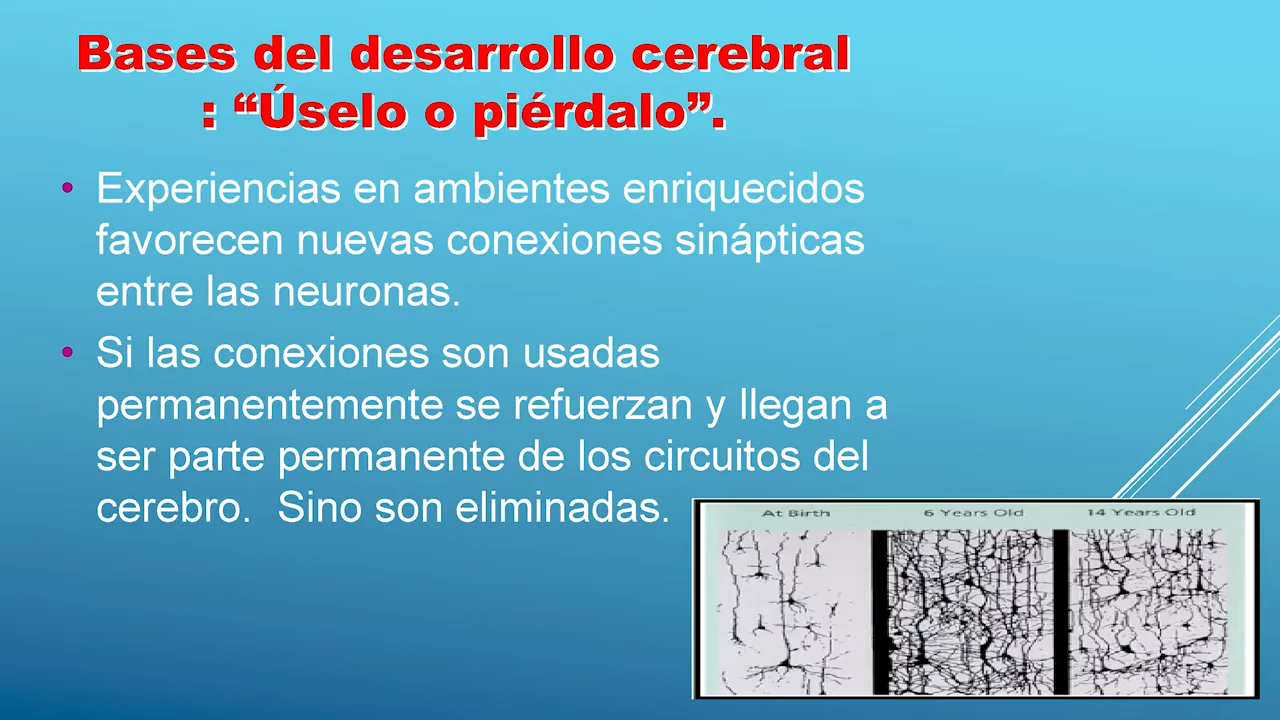 Bases del desarrollo cerebral
: “Úselo o piérdalo”.
• Experiencias en ambientes enriquecidos
favorecen nuevas conexiones sinápticas
entre las neuronas.
• Si las conexiones son usadas
permanentemente se refuerzan y llegan a
ser parte permanente de los circuitos del
cerebro.  Sino son eliminadas.
At Birth
6 Years Old
14 Years Old